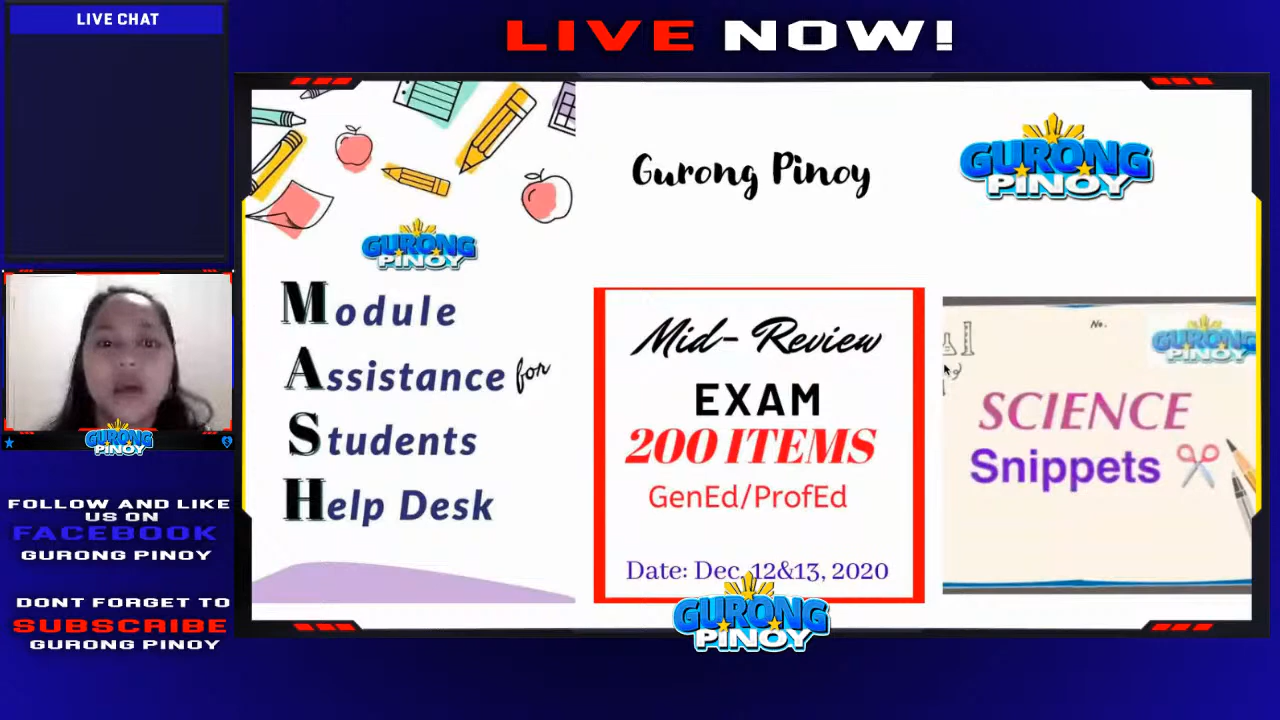 LIVE CHAT
LIVE NOW!
GURONG
PINOY
Module
Assistance for
Students
Help Desk
Gurong Pinoy
GURONG
PINOY
Mid- Review
EXAM
200 ITEMS
GenEd/ProfEd
Date: Dec. 12&13, 2020
GURONG
PINOY
No.
GURONG
PINOY
SCIENCE
Snippets
GURONG
PINOY
FOLLOW AND LIKE
US ON
FACEBOOK
GURONG PINOY
DONT FORGET TO
SUBSCRIBE
GURONG PINOY